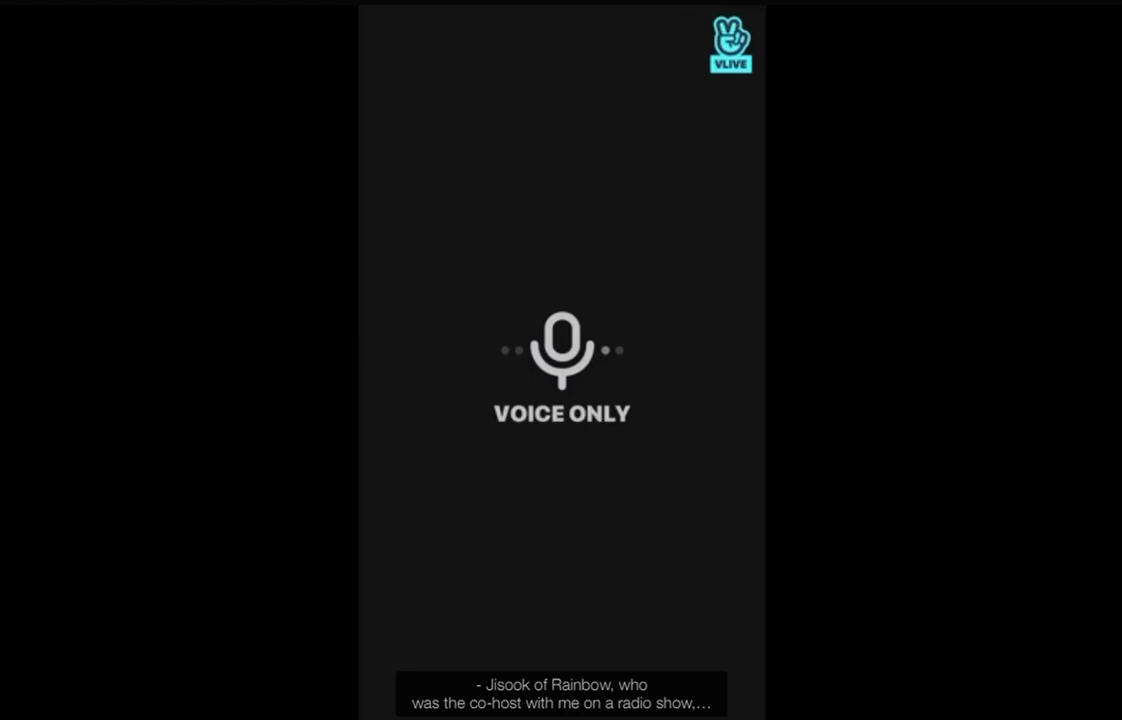 VLIVE
VOICE ONLY
- Jisook of Rainbow, who
was the co-host with me on a radio show,...